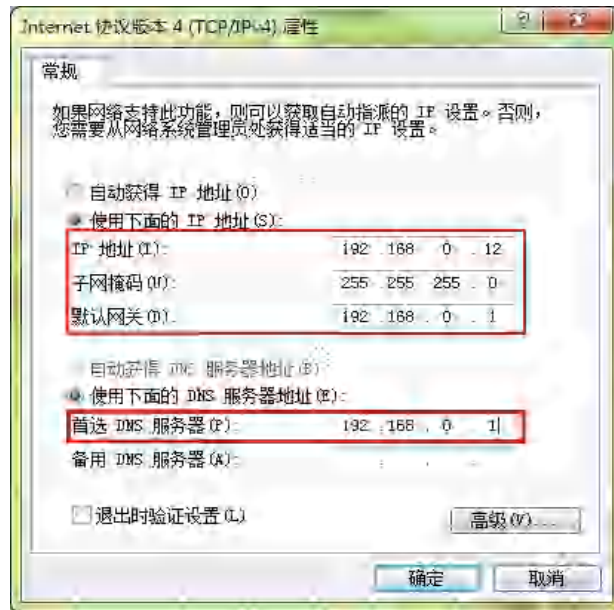 Internet 协议版本 4 (TCP/IPv4) 属性
常规
如果网络支持此功能，则可以获取自动指派的 IP 设置。否则，
您需要从网络系统管理员处获得适当的 IP 设置。
自动获得 IP 地址(O)
使用下面的 IP 地址(S):
IP 地址(I): 192 . 168 . 0 . 12
子网掩码(U): 255 . 255 . 255 . 0
默认网关(D): 192 . 168 . 0 . 1
自动获得 DNS 服务器地址(B)
使用下面的 DNS 服务器地址(E):
首选 DNS 服务器(P): 192 . 168 . 0 . 1
备用 DNS 服务器(A): . . .
退出时验证设置(L) 高级(V)...
确定 取消